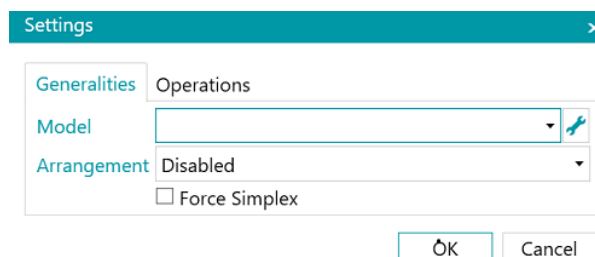 Settings
Generalities Operations
Model
Arrangement Disabled
Force Simplex
OK Cancel